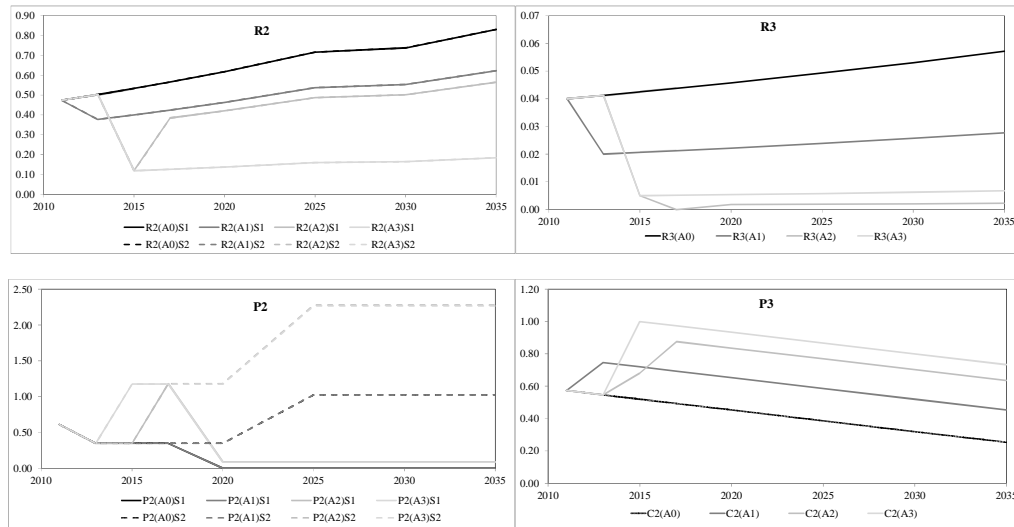 R2
0.90
0.80
0.70
0.60
0.50
0.40
0.30
0.20
0.10
0.00
2010 2015 2020 2025 2030 2035
R2(A0)S1 R2(A1)S1 R2(A2)S1 R2(A3)S1
R2(A0)S2 R2(A1)S2 R2(A2)S2 R2(A3)S2
R3
0.07
0.06
0.05
0.04
0.03
0.02
0.01
0.00
2010 2015 2020 2025 2030 2035
R3(A0) R3(A1) R3(A2) R3(A3)
P2
2.50
2.00
1.50
1.00
0.50
0.00
2010 2015 2020 2025 2030 2035
P2(A0)S1 P2(A1)S1 P2(A2)S1 P2(A3)S1
P2(A0)S2 P2(A1)S2 P2(A2)S2 P2(A3)S2
P3
1.20
1.00
0.80
0.60
0.40
0.20
0.00
2010 2015 2020 2025 2030 2035
C2(A0) C2(A1) C2(A2) C2(A3)